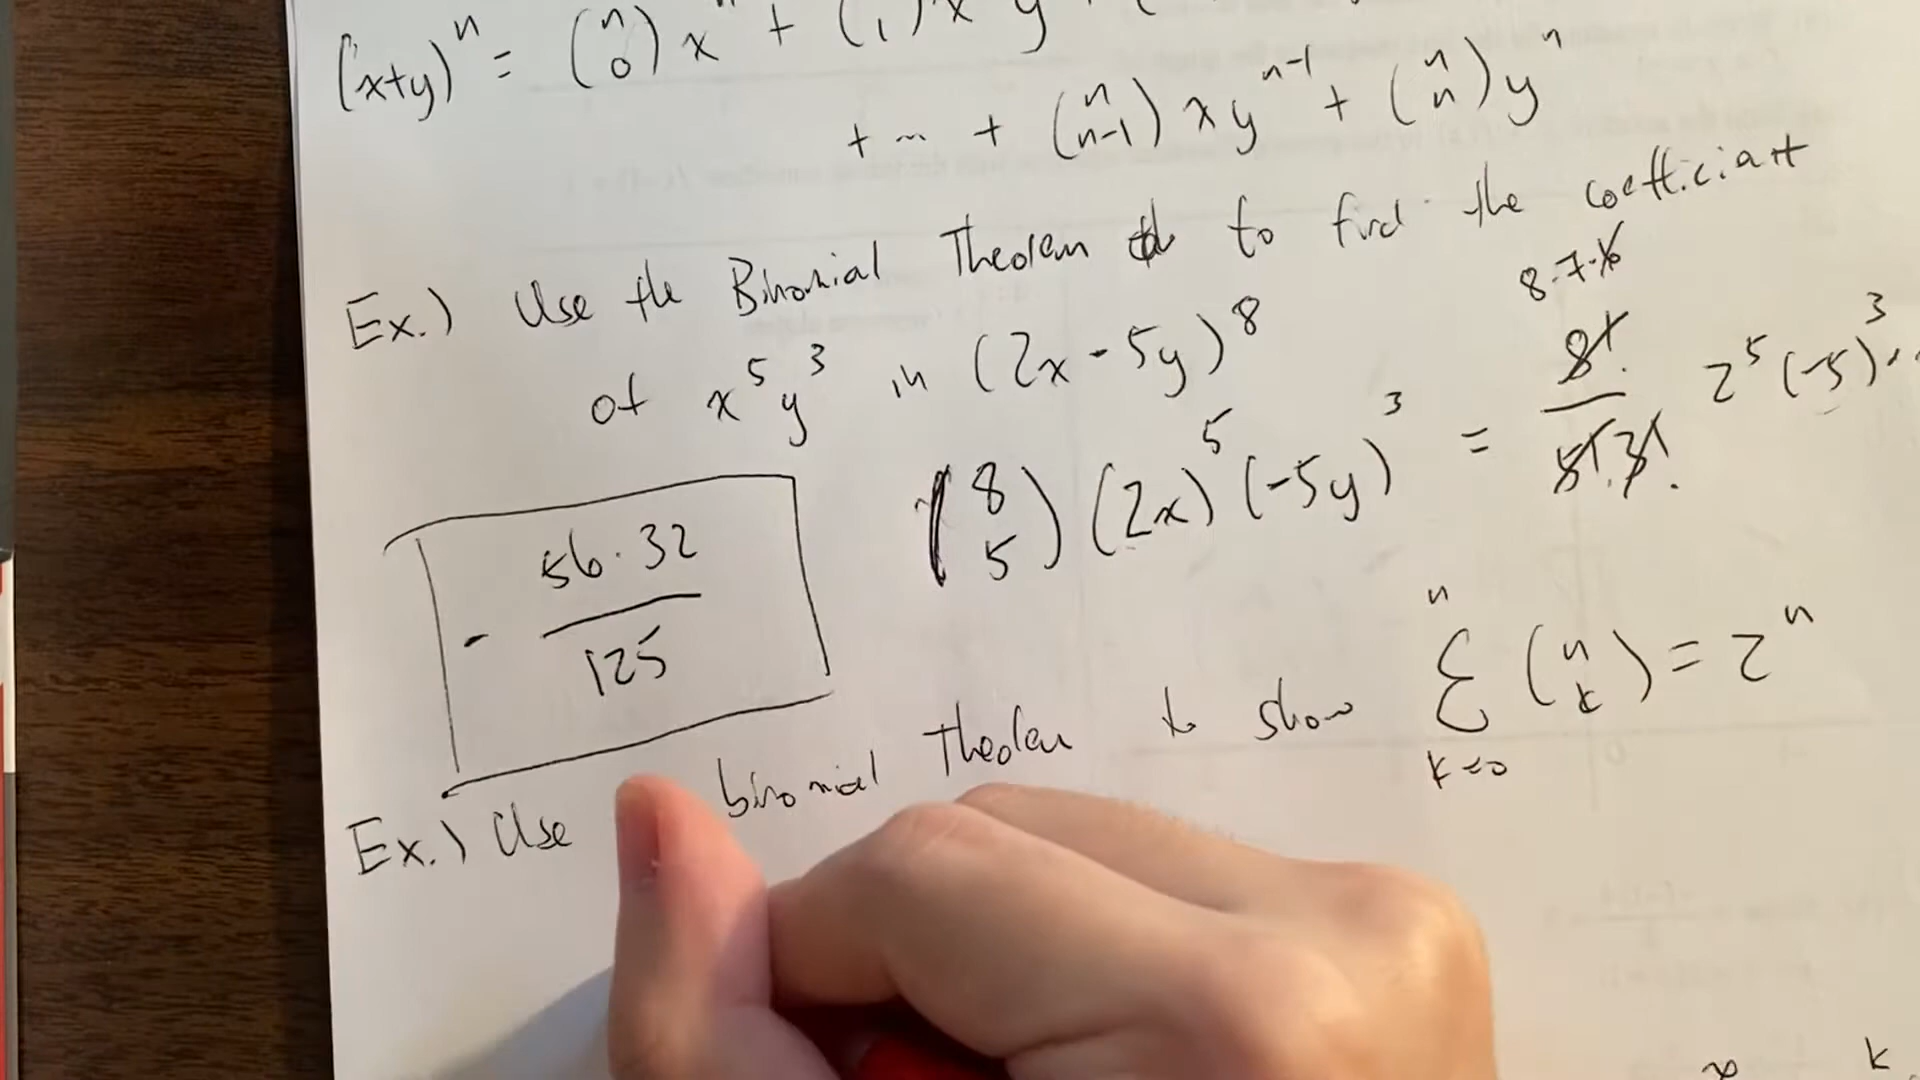 (x+y)^n = (n 0) x^n + (1) x y
+ ... + (n n-1) x y^n-1 + (n n) y^n
Ex.) Use the Binomial Theorem to find the coefficient
of x^5 y^3 in (2x - 5y)^8
8·7·6
(8 5) (2x)^5 (-5y)^3 = 8! / 5! 3! 2^5 (-5)^3
- 56·32 / 125
Ex.) Use binomial Theorem to show n Σ k=0 (n k) = 2^n
k